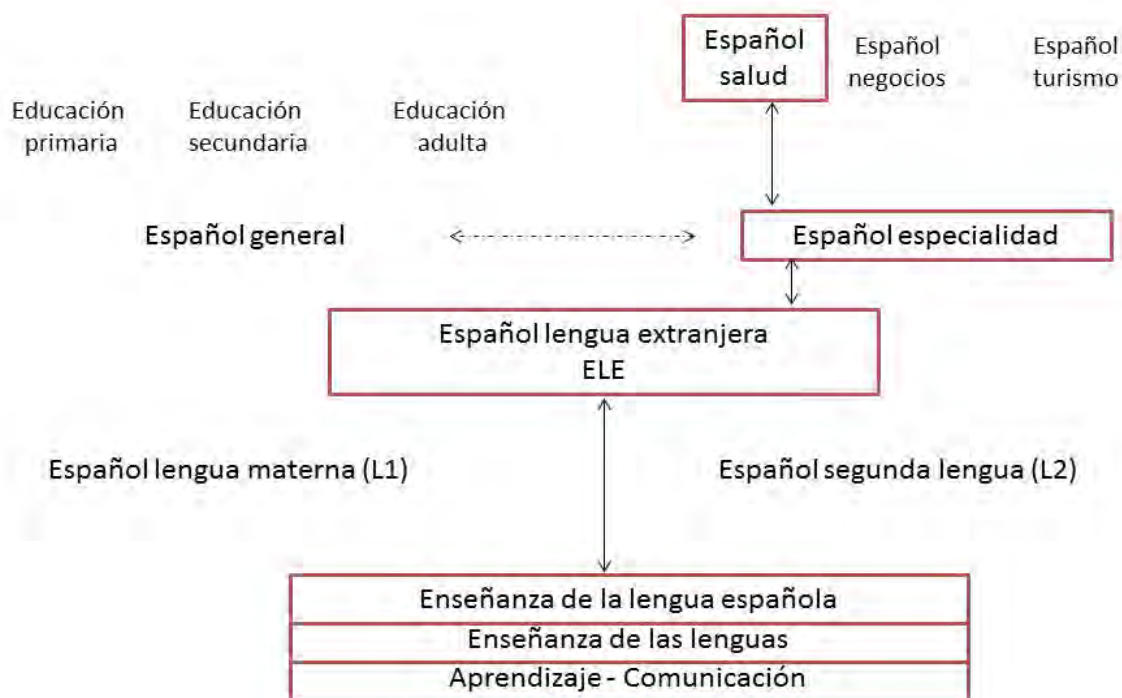 Español
salud
Español
negocios
Español
turismo
Educación
primaria
Educación
secundaria
Educación
adulta
Español general
Español especialidad
Español lengua extranjera
ELE
Español lengua materna (L1)
Español segunda lengua (L2)
Enseñanza de la lengua española
Enseñanza de las lenguas
Aprendizaje - Comunicación